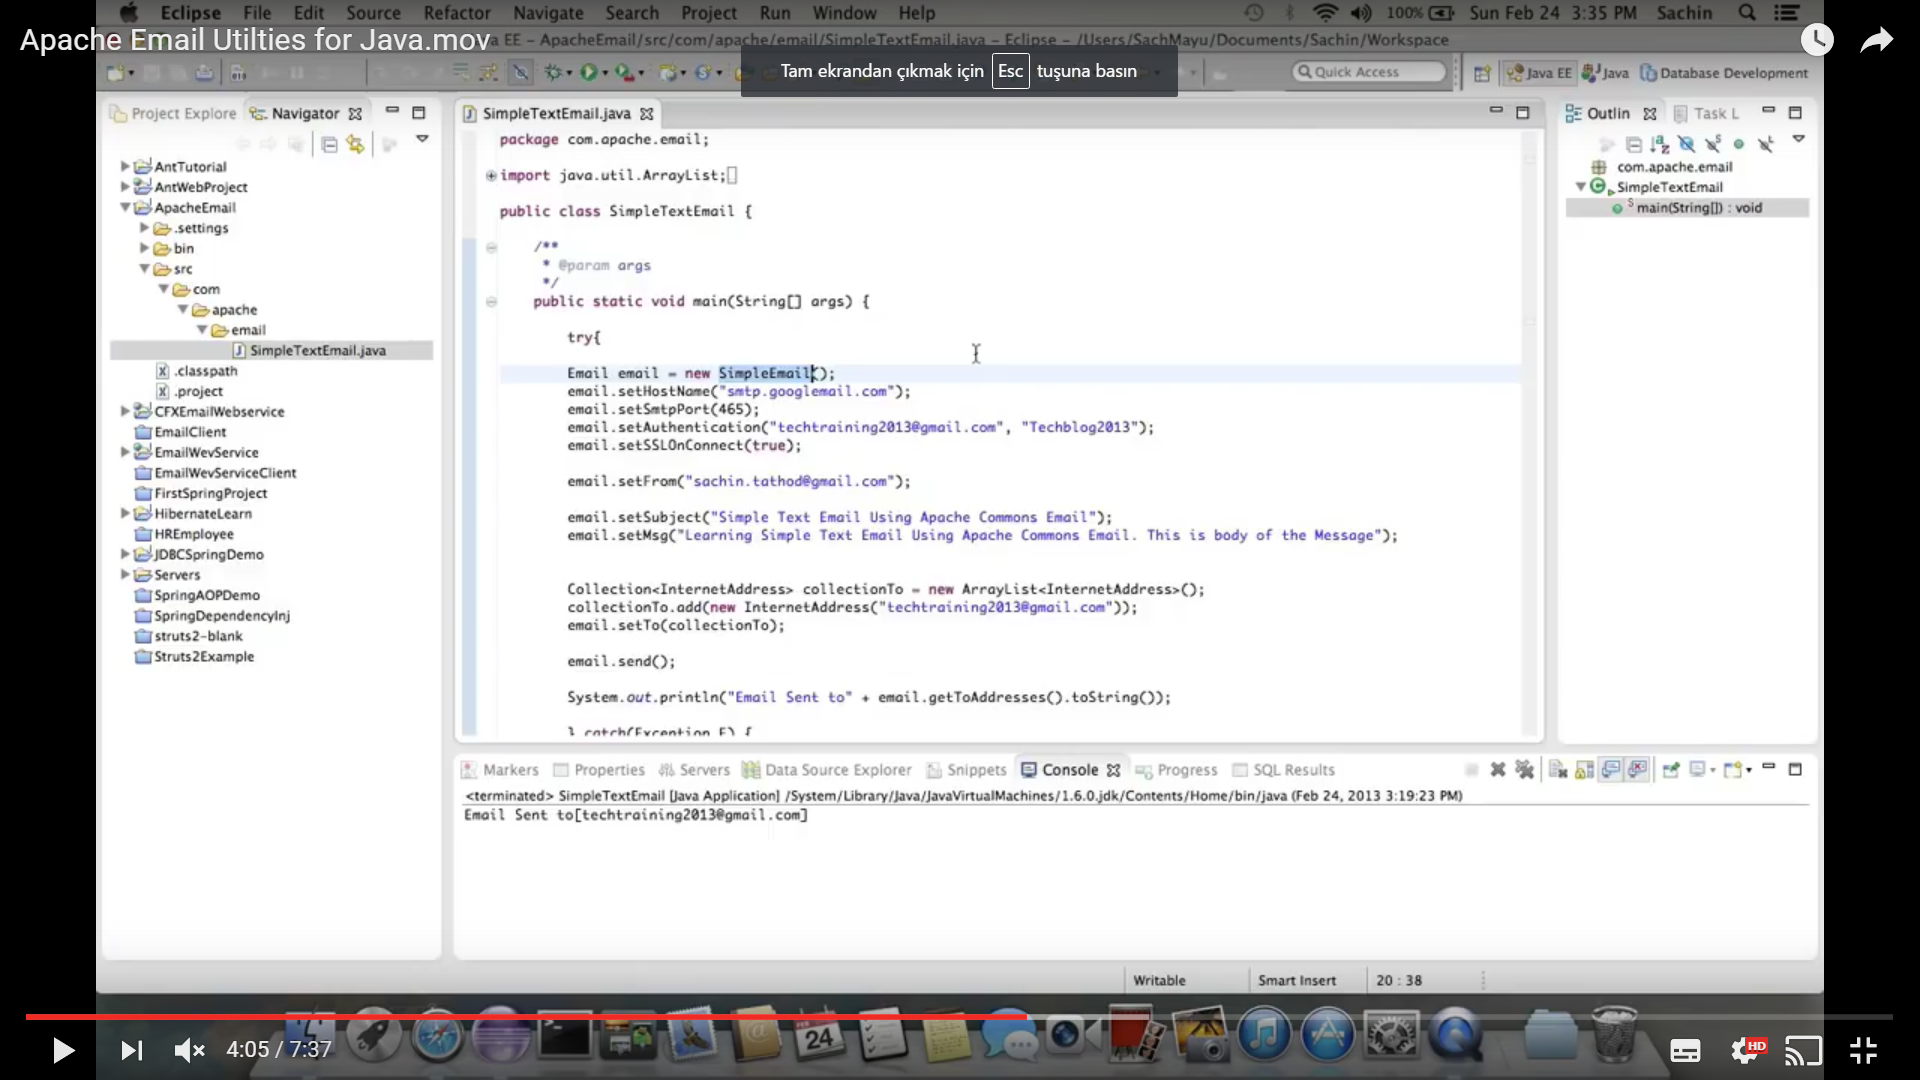 Eclipse File Edit Source Refactor Navigate Search Project Run Window Help 100% Sun Feb 24 3:35 PM Sachin
Apache Email Utilties for Java.mov
EE - ApacheEmail/src/com/apache/email/SimpleTextEmail.java - Eclipse - /Users/SachMayu/Documents/Sachin/Workspace
Tam ekrandan çıkmak için Esc tuşuna basın
Quick Access
Java EE Java Database Development
Project Explore Navigator
AntTutorial
AntWebProject
ApacheEmail
.settings
bin
src
com
apache
email
SimpleTextEmail.java
.classpath
.project
CFXEmailWebservice
EmailClient
EmailWevService
EmailWevServiceClient
FirstSpringProject
HibernateLearn
HREmployee
JDBCSpringDemo
Servers
SpringAOPDemo
SpringDependencyInj
struts2-blank
Struts2Example
SimpleTextEmail.java
package com.apache.email;
import java.util.ArrayList;
public class SimpleTextEmail {
/**
* @param args
*/
public static void main(String[] args) {
try{
Email email = new SimpleEmail();
email.setHostName("smtp.googlemail.com");
email.setSmtpPort(465);
email.setAuthentication("techtraining2013@gmail.com", "Techblog2013");
email.setSSLOnConnect(true);
email.setFrom("sachin.tathod@gmail.com");
email.setSubject("Simple Text Email Using Apache Commons Email");
email.setMsg("Learning Simple Text Email Using Apache Commons Email. This is body of the Message");
Collection<InternetAddress> collectionTo = new ArrayList<InternetAddress>();
collectionTo.add(new InternetAddress("techtraining2013@gmail.com"));
email.setTo(collectionTo);
email.send();
System.out.println("Email Sent to" + email.getToAddresses().toString());
} catch(Exception E) {
Outlin Task L
com.apache.email
SimpleTextEmail
main(String[]) : void
Markers Properties Servers Data Source Explorer Snippets Console Progress SQL Results
<terminated> SimpleTextEmail [Java Application] /System/Library/Java/JavaVirtualMachines/1.6.0.jdk/Contents/Home/bin/java (Feb 24, 2013 3:19:23 PM)
Email Sent to[techtraining2013@gmail.com]
Writable Smart Insert 20 : 38
24
4:05 / 7:37
HD